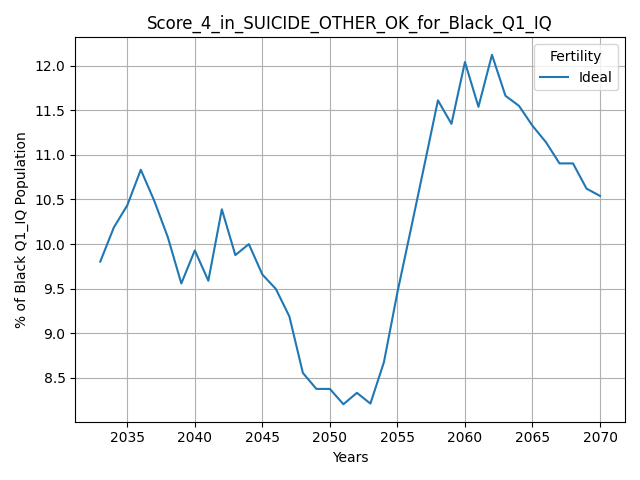 Score_4_in_SUICIDE_OTHER_OK_for_Black_Q1_IQ
Fertility
Ideal
% of Black Q1_IQ Population
12.0
11.5
11.0
10.5
10.0
9.5
9.0
8.5
2035 2040 2045 2050 2055 2060 2065 2070
Years